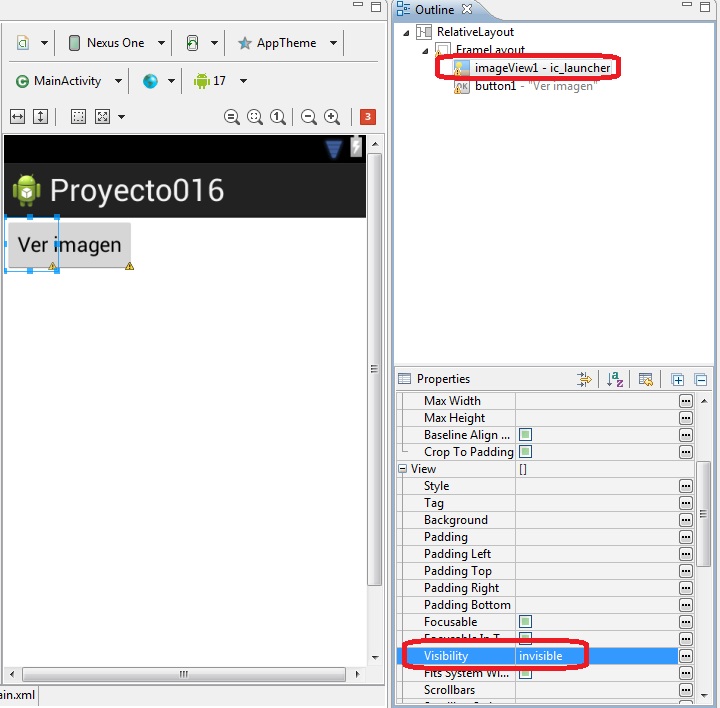 Nexus One
AppTheme
MainActivity
17
3
Proyecto016
Ver imagen
ain.xml
Outline
RelativeLayout
FrameLayout
imageView1 - ic_launcher
OK button1 - "Ver imagen"
Properties
Max Width
Max Height
Baseline Align ...
Crop To Padding
View []
Style
Tag
Background
Padding
Padding Left
Padding Top
Padding Right
Padding Bottom
Focusable
Focusable In T...
Visibility invisible
Fits System Wi...
Scrollbars